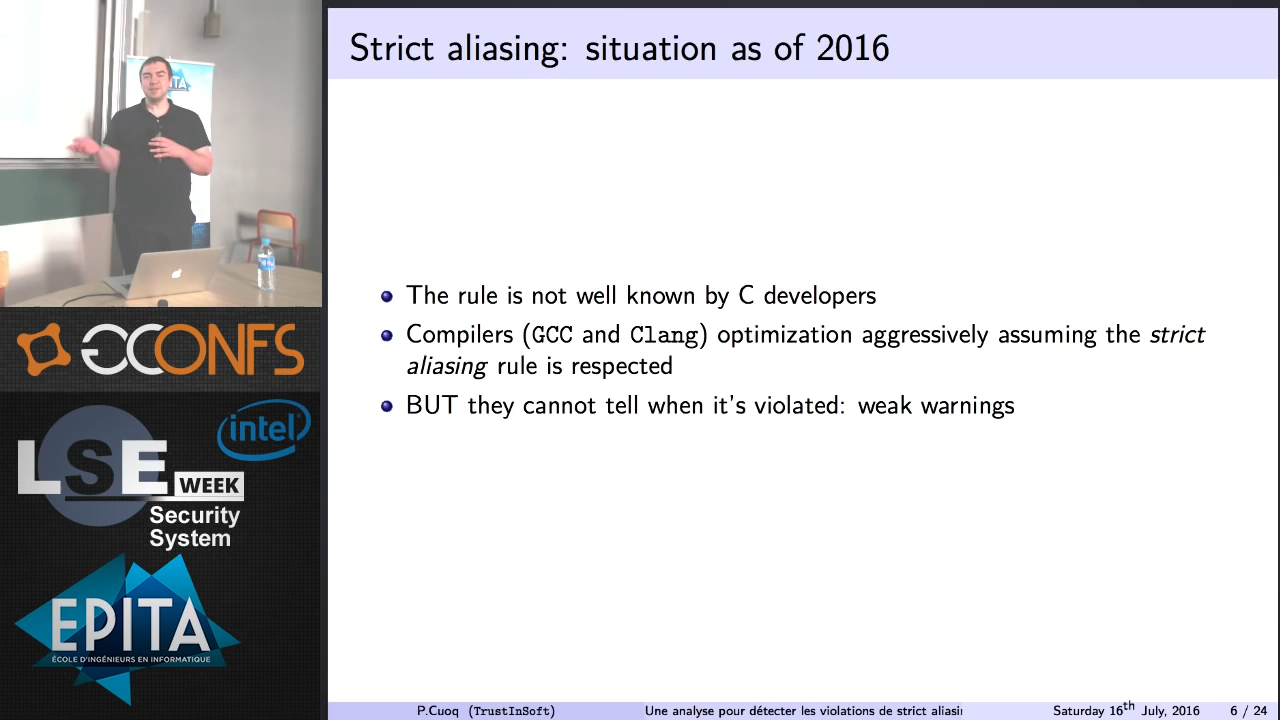 Strict aliasing: situation as of 2016
The rule is not well known by C developers
Compilers (GCC and Clang) optimization aggressively assuming the strict
aliasing rule is respected
BUT they cannot tell when it's violated: weak warnings
P.Cuoq (TrustInSoft) Une analyse pour détecter les violations de strict aliasi Saturday 16th July, 2016 6 / 24
GCONFS
intel
LSE
WEEK
Security
System
EPITA
ÉCOLE D'INGÉNIEURS EN INFORMATIQUE